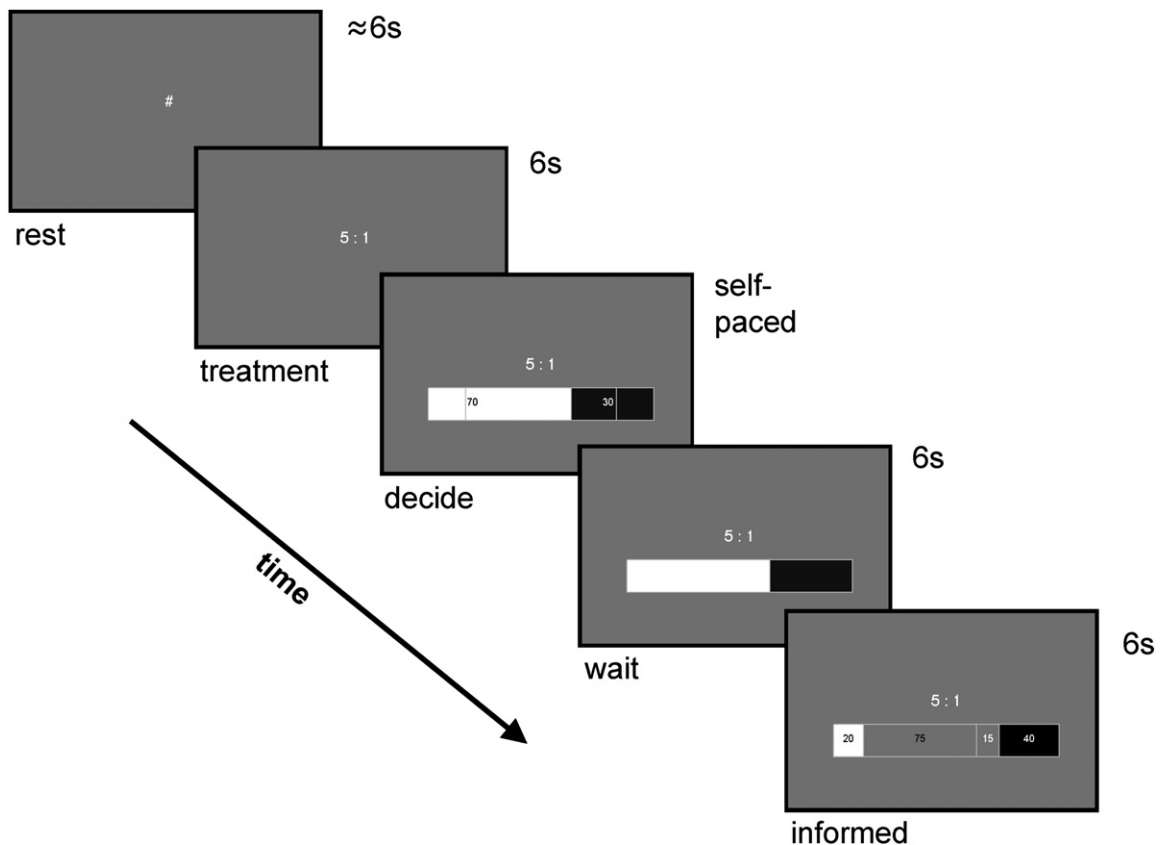 ≈6s
#
rest
6s
5 : 1
treatment
self-
paced
5 : 1
70 30
decide
6s
5 : 1
wait
6s
5 : 1
20 75 15 40
informed
time